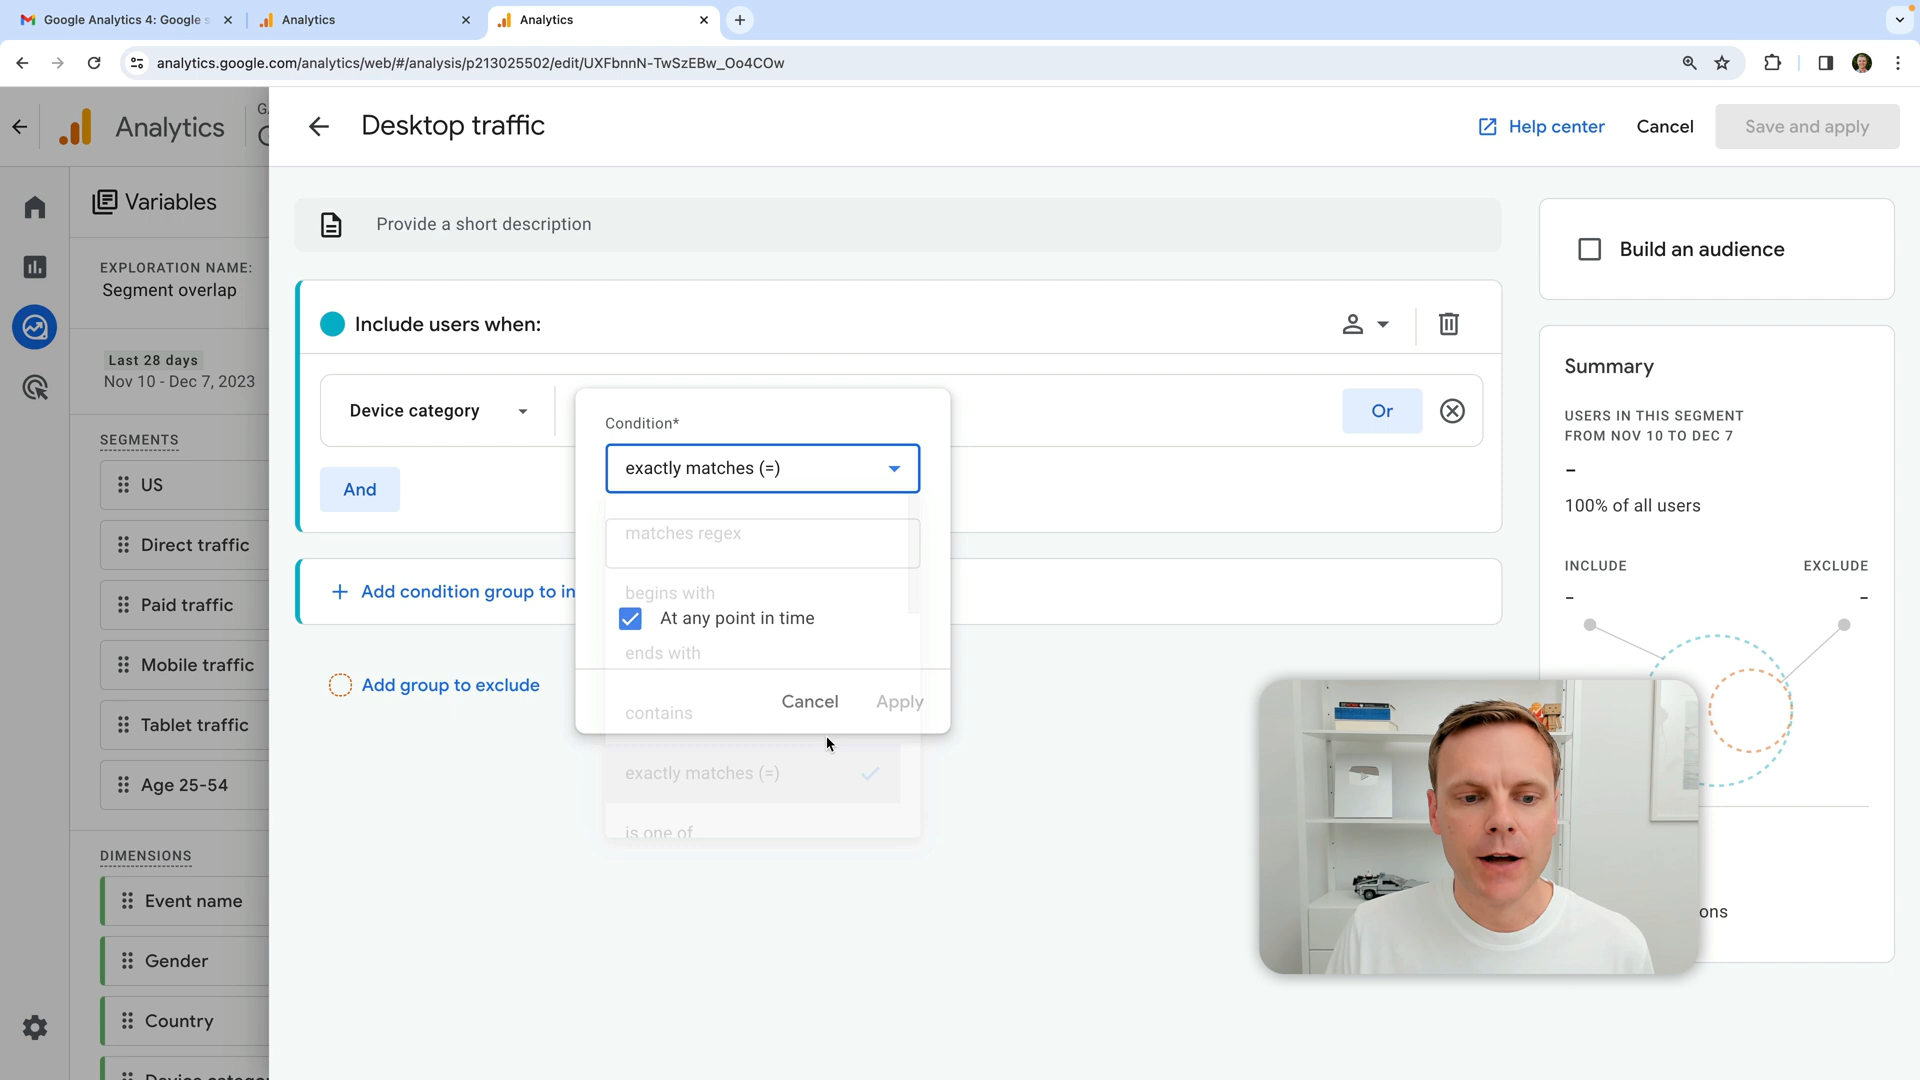 Google Analytics 4: Google
Analytics
Analytics
analytics.google.com/analytics/web/#/analysis/p213025502/edit/UXFbnnN-TwSzEBw_Oo4COw
Analytics
Desktop traffic
Help center
Cancel
Save and apply
Variables
Provide a short description
Build an audience
EXPLORATION NAME:
Segment overlap
Include users when:
Last 28 days
Nov 10 - Dec 7, 2023
Summary
Device category
Condition*
Or
USERS IN THIS SEGMENT
FROM NOV 10 TO DEC 7
–
SEGMENTS
exactly matches (=)
US
And
100% of all users
matches regex
Direct traffic
INCLUDE
EXCLUDE
–
–
Paid traffic
Add condition group to in
begins with
At any point in time
ends with
Mobile traffic
Add group to exclude
Cancel
Apply
contains
Tablet traffic
exactly matches (=)
Age 25-54
is one of
DIMENSIONS
Event name
ons
Gender
Country